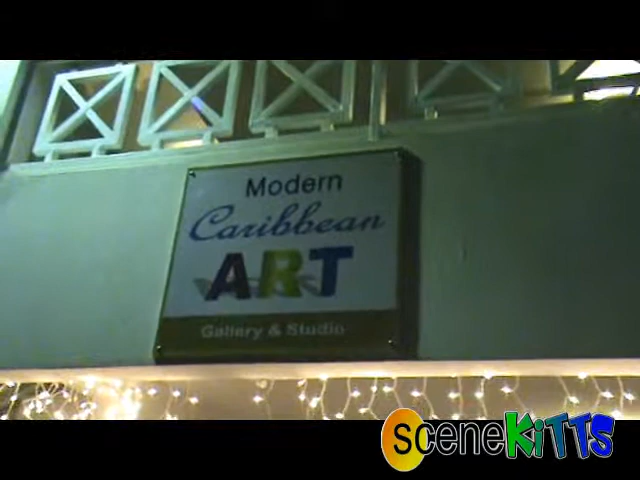 Modern
Caribbean
ART
Gallery & Studio
SceneKiTTS